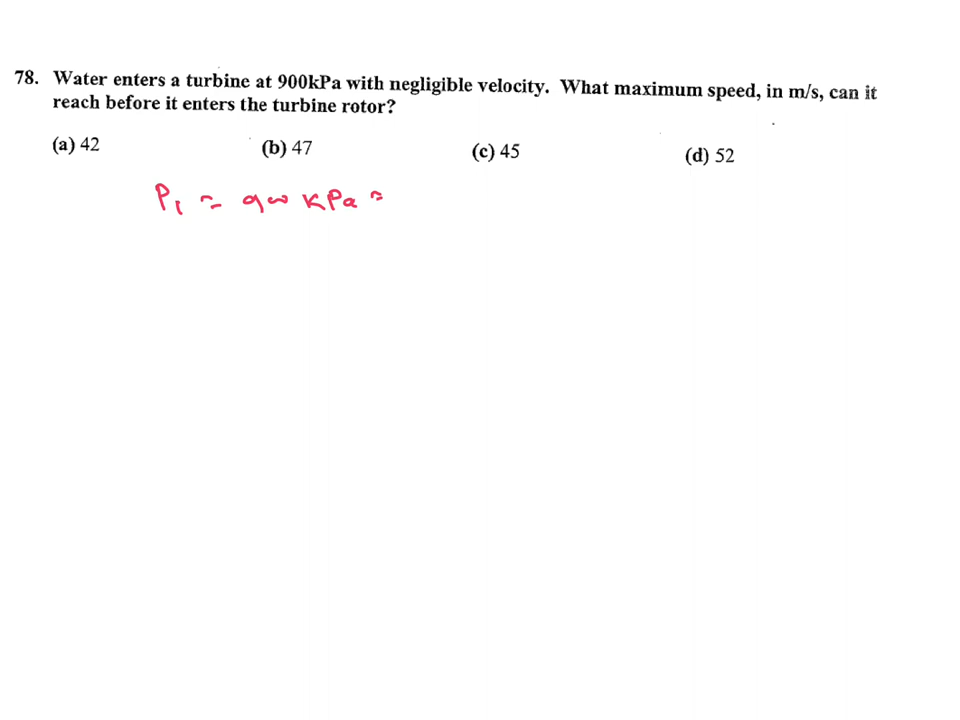 78. Water enters a turbine at 900kPa with negligible velocity. What maximum speed, in m/s, can it
reach before it enters the turbine rotor?
(a) 42 (b) 47 (c) 45 (d) 52
P₁ = 900 KPa =